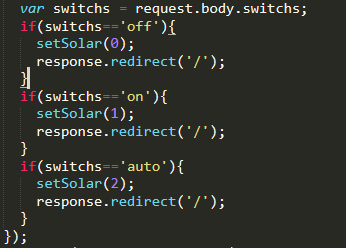 var switchs = request.body.switchs;
if(switchs=='off'){
setSolar(0);
response.redirect('/');
}
if(switchs=='on'){
setSolar(1);
response.redirect('/');
}
if(switchs=='auto'){
setSolar(2);
response.redirect('/');
}
});